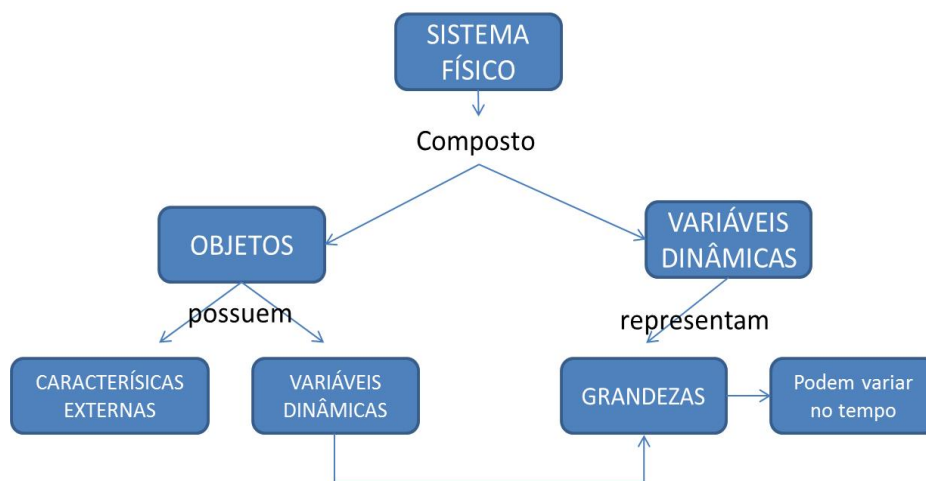 SISTEMA
FÍSICO
Composto
OBJETOS
VARIÁVEIS
DINÂMICAS
possuem
representam
CARACTERÍSICAS
EXTERNAS
VARIÁVEIS
DINÂMICAS
GRANDEZAS
Podem variar
no tempo